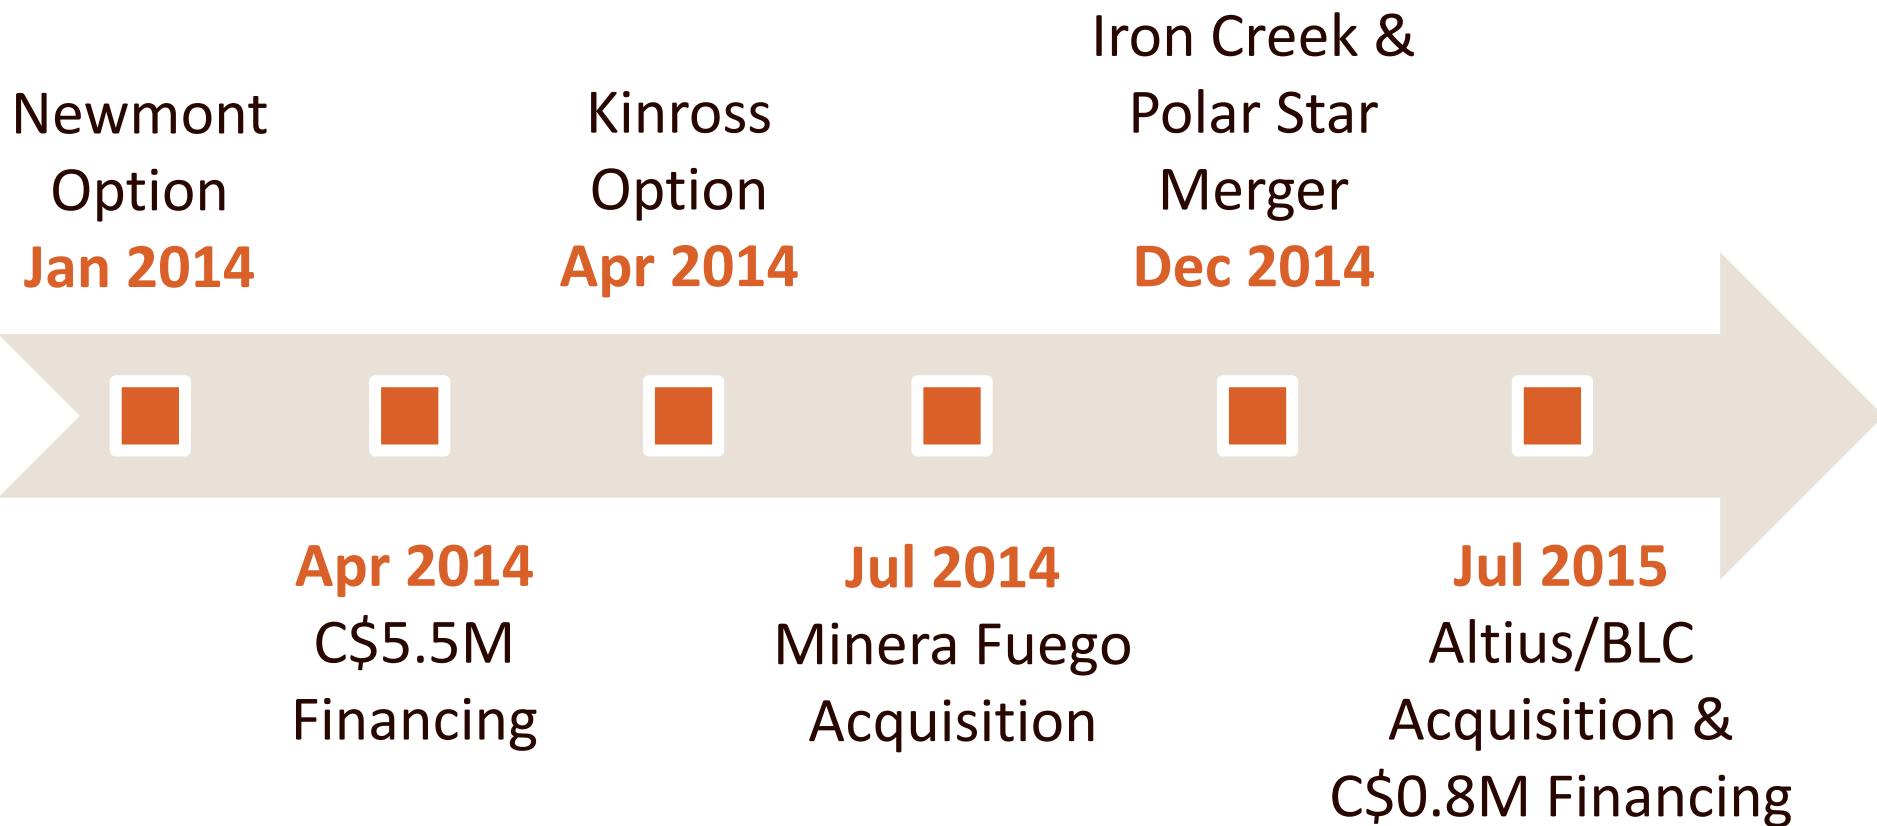 Newmont
Option
Jan 2014
Apr 2014
C$5.5M
Financing
Kinross
Option
Apr 2014
Jul 2014
Minera Fuego
Acquisition
Iron Creek &
Polar Star
Merger
Dec 2014
Jul 2015
Altius/BLC
Acquisition &
C$0.8M Financing